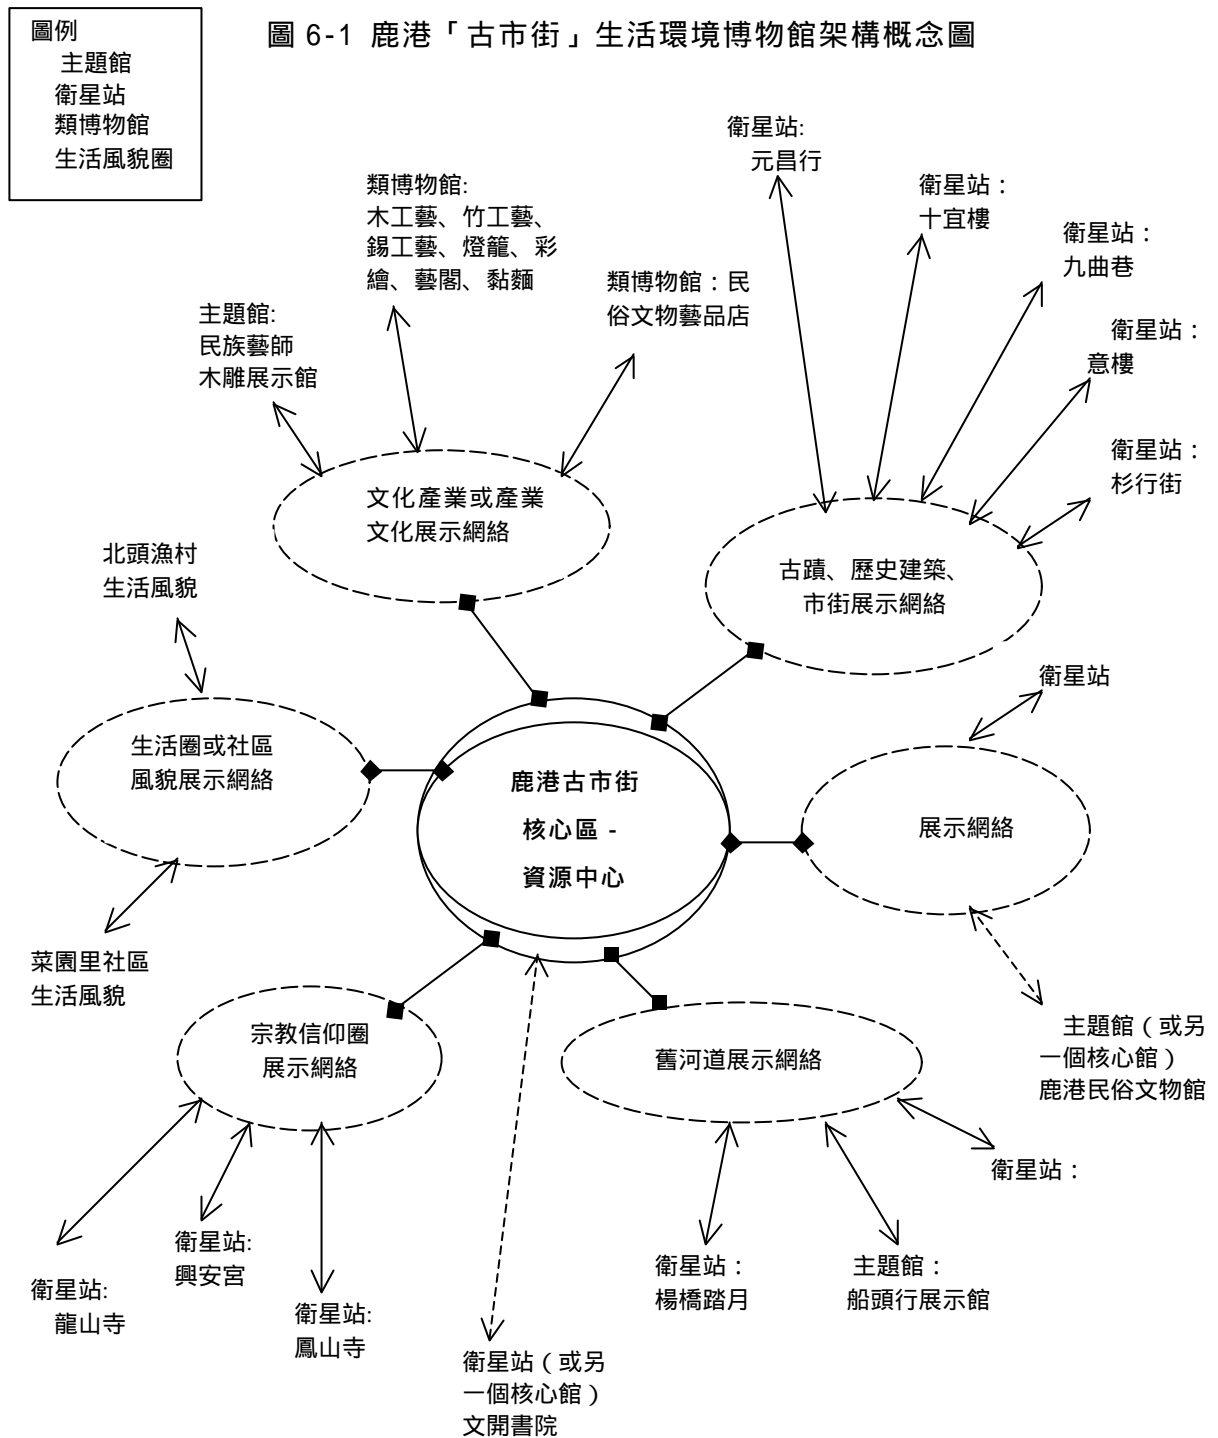 圖 6-1 鹿港「古市街」生活環境博物館架構概念圖
圖例
主題館
衛星站
類博物館
生活風貌圈
衛星站:
元昌行
衛星站：
十宜樓
衛星站：
九曲巷
衛星站：
意樓
衛星站：
杉行街
類博物館:
木工藝、竹工藝、
錫工藝、燈籠、彩
繪、藝閣、黏麵
類博物館：民
俗文物藝品店
主題館:
民族藝師
木雕展示館
文化產業或產業
文化展示網絡
古蹟、歷史建築、
市街展示網絡
北頭漁村
生活風貌
生活圈或社區
風貌展示網絡
菜園里社區
生活風貌
鹿港古市街
核心區 -
資源中心
衛星站
展示網絡
主題館（或另
一個核心館）
鹿港民俗文物館
宗教信仰圈
展示網絡
衛星站:
龍山寺
衛星站:
興安宮
衛星站:
鳳山寺
舊河道展示網絡
衛星站：
楊橋踏月
主題館：
船頭行展示館
衛星站：
衛星站（或另
一個核心館）
文開書院